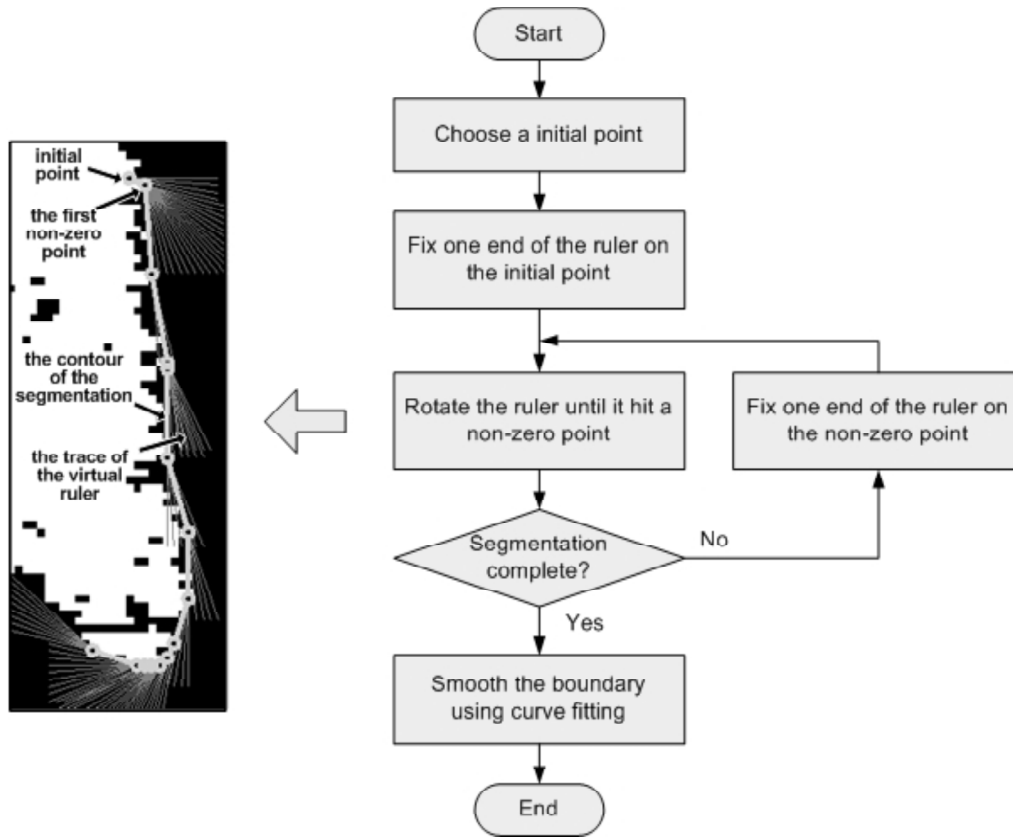 Start
Choose a initial point
Fix one end of the ruler on
the initial point
Rotate the ruler until it hit a
non-zero point
Fix one end of the ruler on
the non-zero point
Segmentation
complete?
No
Yes
Smooth the boundary
using curve fitting
End
initial
point
the first
non-zero
point
the contour
of the
segmentation
the trace of
the virtual
ruler